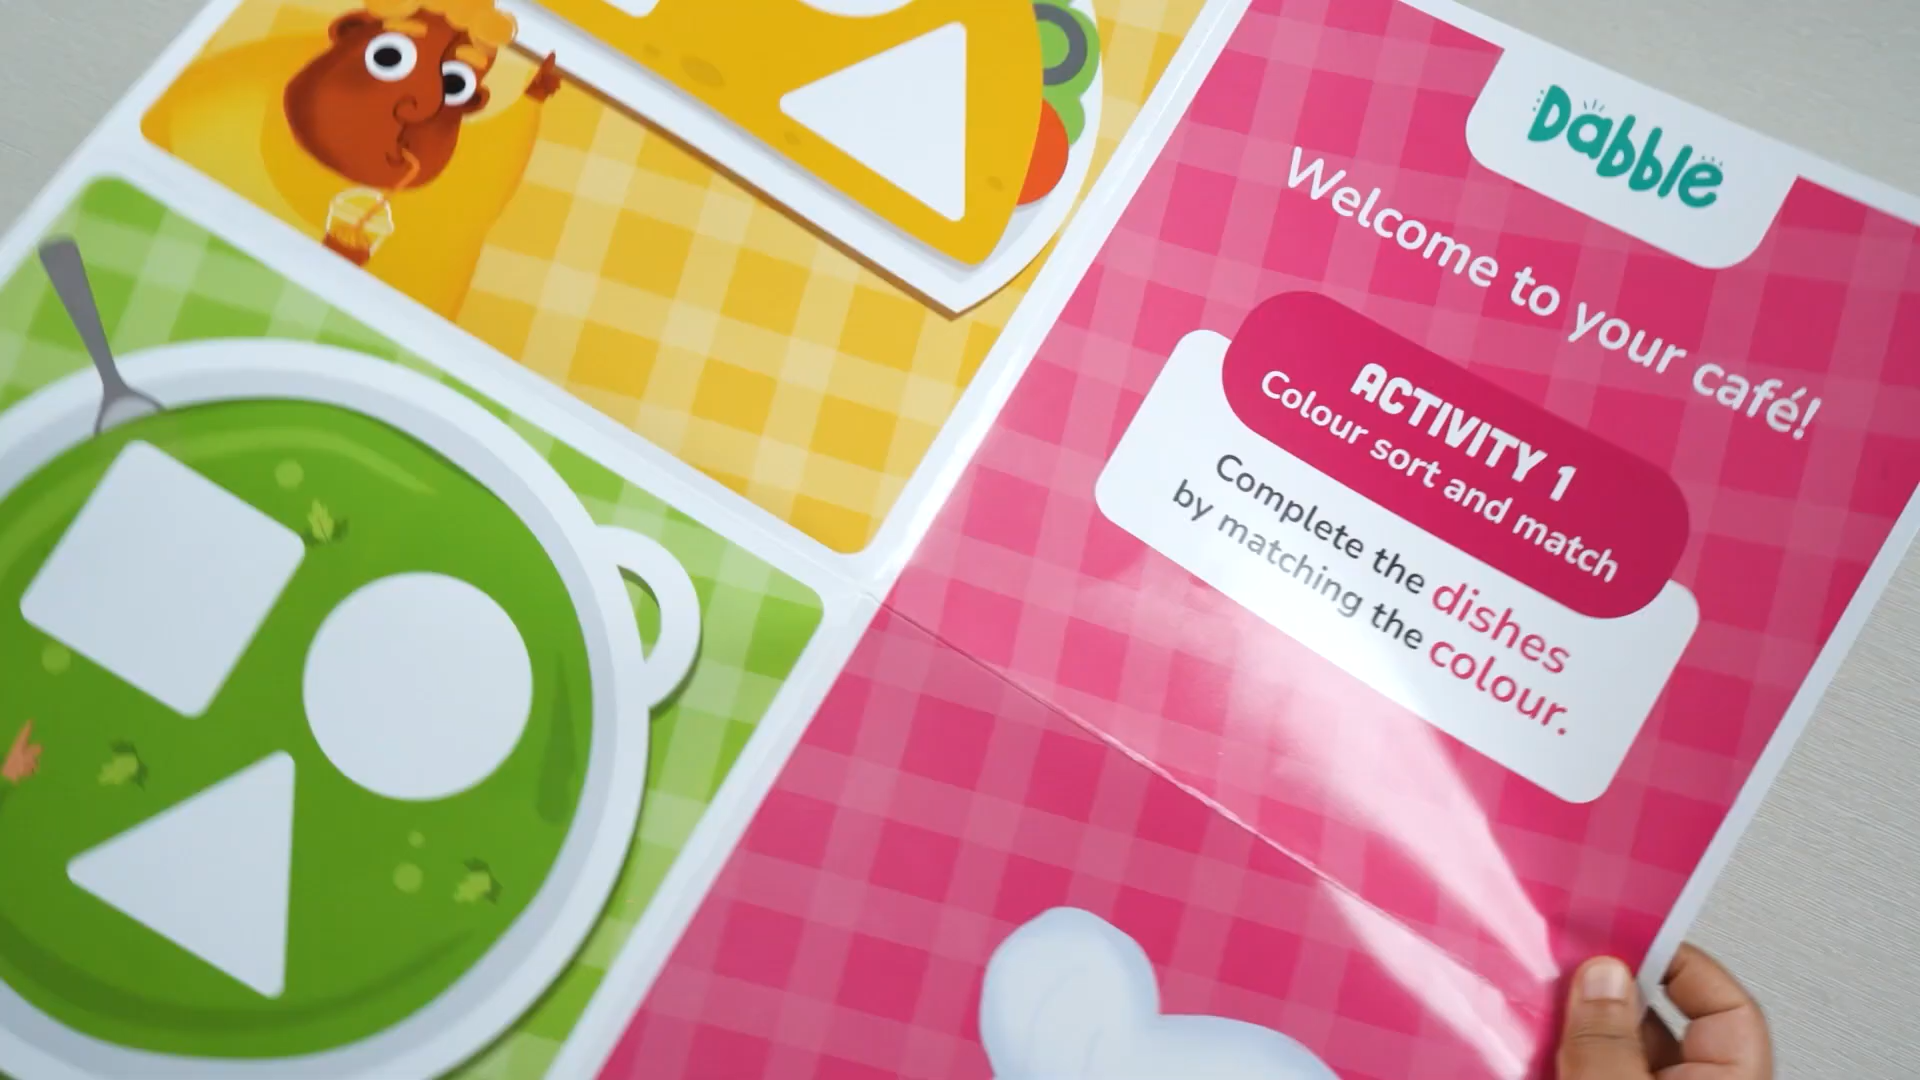 Dabble
Welcome to your café!
ACTIVITY 1
Colour sort and match
Complete the dishes
by matching the colour.